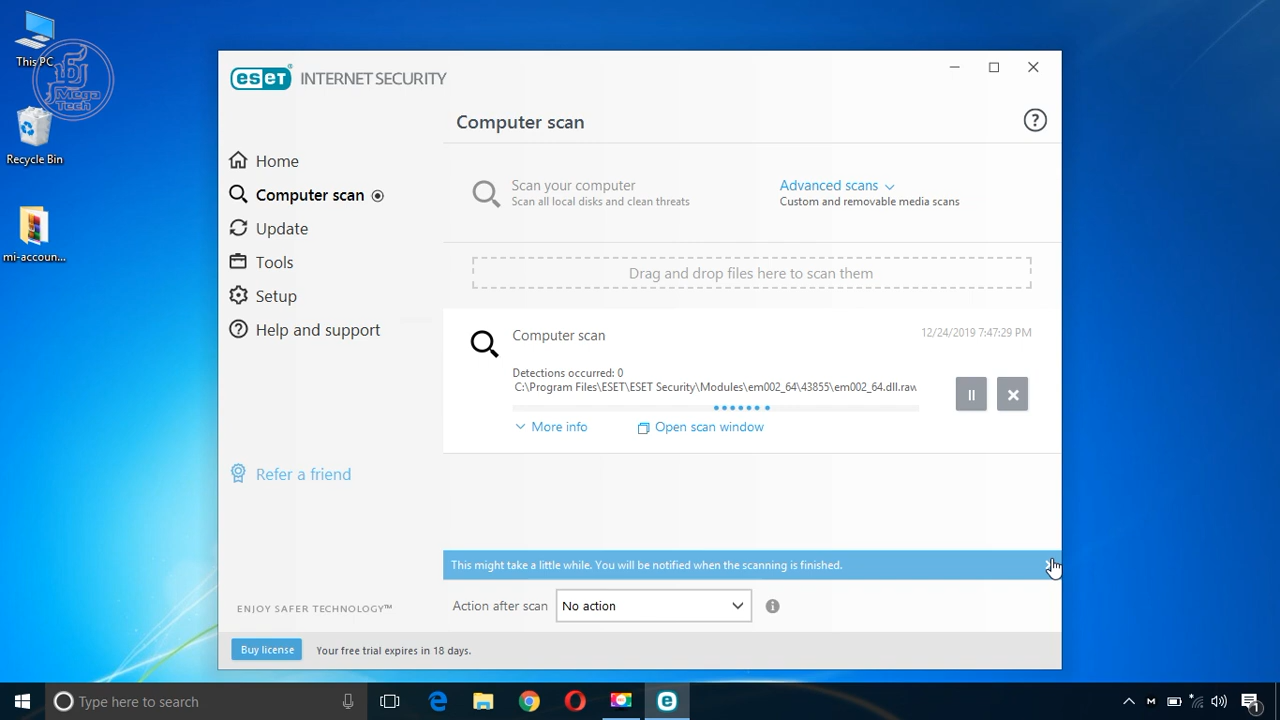 This PC
Mega
Tech
Recycle Bin
mi-accoun...
eset INTERNET SECURITY
Home
Computer scan
Update
Tools
Setup
Help and support
Refer a friend
ENJOY SAFER TECHNOLOGY™
Computer scan
?
Scan your computer
Scan all local disks and clean threats
Advanced scans
Custom and removable media scans
Drag and drop files here to scan them
Computer scan
12/24/2019 7:47:29 PM
Detections occurred: 0
C:\Program Files\ESET\ESET Security\Modules\em002_64\43855\em002_64.dll.raw
More info
Open scan window
This might take a little while. You will be notified when the scanning is finished.
Action after scan
No action
Buy license
Your free trial expires in 18 days.
Type here to search
e
M
1